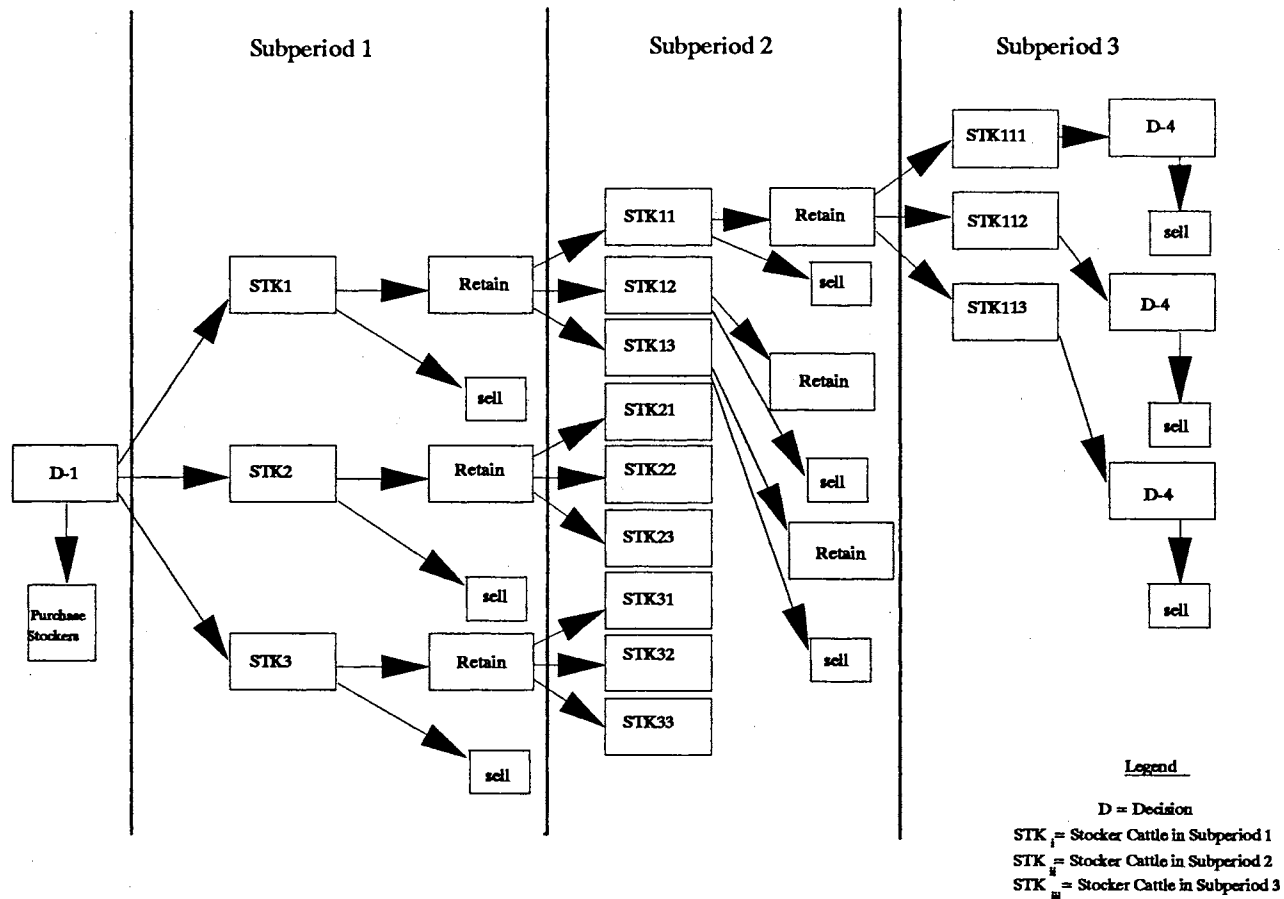 Subperiod 1
Subperiod 2
Subperiod 3
D-1
Purchase
Stockers
STK1
Retain
sell
STK2
Retain
sell
STK3
Retain
sell
STK11
Retain
sell
STK12
STK13
Retain
STK21
STK22
sell
STK23
Retain
STK31
STK32
sell
STK33
STK111
D-4
sell
STK112
STK113
D-4
sell
D-4
sell
Legend
D = Decision
STK i = Stocker Cattle in Subperiod 1
STK ii = Stocker Cattle in Subperiod 2
STK iii = Stocker Cattle in Subperiod 3